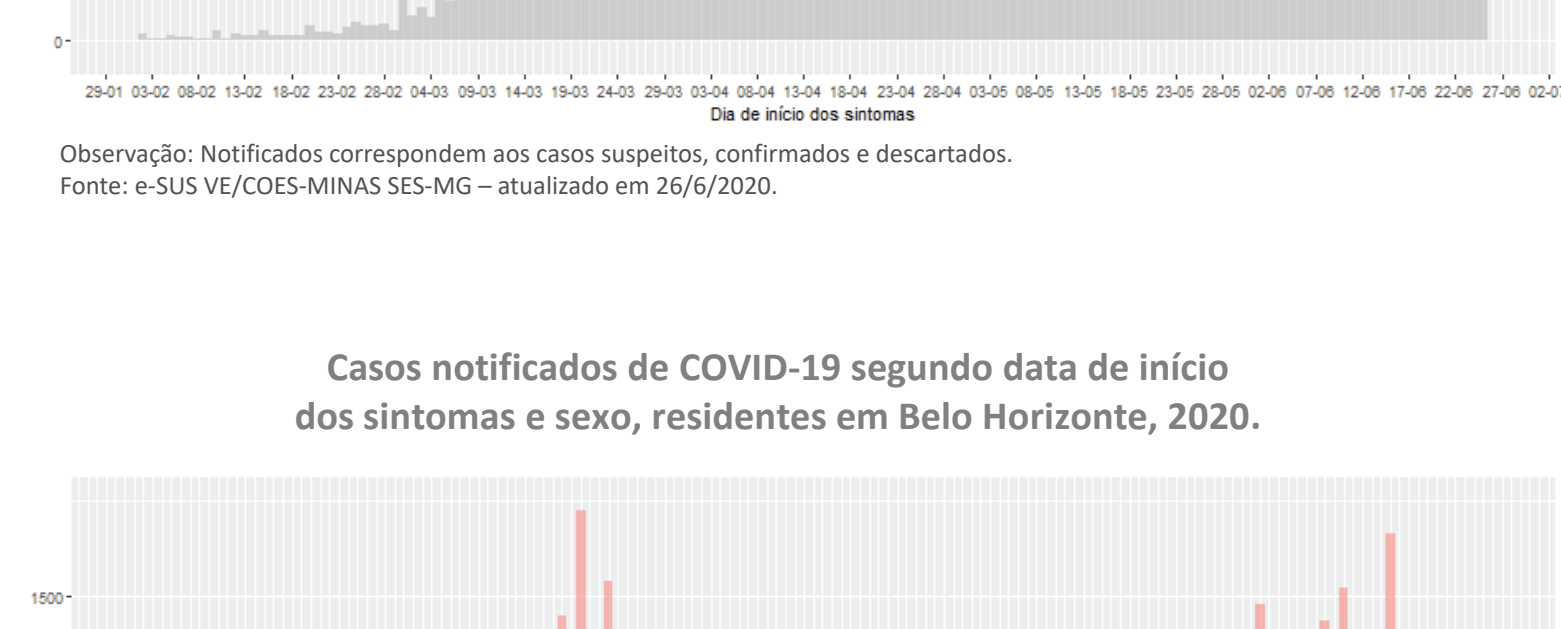 0
29-01 03-02 08-02 13-02 18-02 23-02 28-02 04-03 09-03 14-03 19-03 24-03 29-03 03-04 08-04 13-04 18-04 23-04 28-04 03-05 08-05 13-05 18-05 23-05 28-05 02-06 07-06 12-06 17-06 22-06 27-06 02-07
Dia de início dos sintomas
Observação: Notificados correspondem aos casos suspeitos, confirmados e descartados.
Fonte: e-SUS VE/COES-MINAS SES-MG – atualizado em 26/6/2020.
Casos notificados de COVID-19 segundo data de início
dos sintomas e sexo, residentes em Belo Horizonte, 2020.
1500